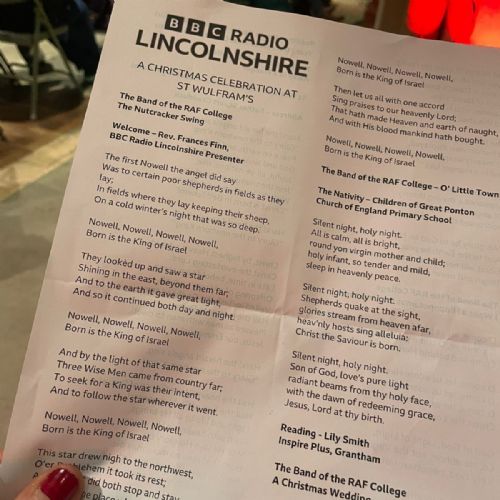 BBC RADIO
LINCOLNSHIRE
A CHRISTMAS CELEBRATION AT
ST WULFRAM'S
The Band of the RAF College
The Nutcracker Swing
Welcome – Rev. Frances Finn,
BBC Radio Lincolnshire Presenter
The first Nowell the angel did say
Was to certain poor shepherds in fields as they
lay;
In fields where they lay keeping their sheep,
On a cold winter's night that was so deep.
Nowell, Nowell, Nowell, Nowell,
Born is the King of Israel
They looked up and saw a star
Shining in the east, beyond them far;
And to the earth it gave great light,
And so it continued both day and night.
Nowell, Nowell, Nowell, Nowell,
Born is the King of Israel
And by the light of that same star
Three Wise Men came from country far;
To seek for a King was their intent,
And to follow the star wherever it went.
Nowell, Nowell, Nowell, Nowell,
Born is the King of Israel
This star drew nigh to the northwest,
O'er it took its rest;
did both stop and stay
place
Nowell, Nowell, Nowell, Nowell,
Born is the King of Israel
Then let us all with one accord
Sing praises to our heavenly Lord;
That hath made Heaven and earth of naught,
And with His blood mankind hath bought.
Nowell, Nowell, Nowell, Nowell,
Born is the King of Israel
The Band of the RAF College – O' Little Town
The Nativity – Children of Great Ponton
Church of England Primary School
Silent night, holy night.
All is calm, all is bright,
round yon virgin mother and child;
holy infant, so tender and mild,
sleep in heavenly peace.
Silent night, holy night.
Shepherds quake at the sight,
glories stream from heaven afar,
heav'nly hosts sing alleluia;
Christ the Saviour is born.
Silent night, holy night.
Son of God, love's pure light
radiant beams from thy holy face,
with the dawn of redeeming grace,
Jesus, Lord at thy birth.
Reading - Lily Smith
Inspire Plus, Grantham
The Band of the RAF College
A Christmas Wedding